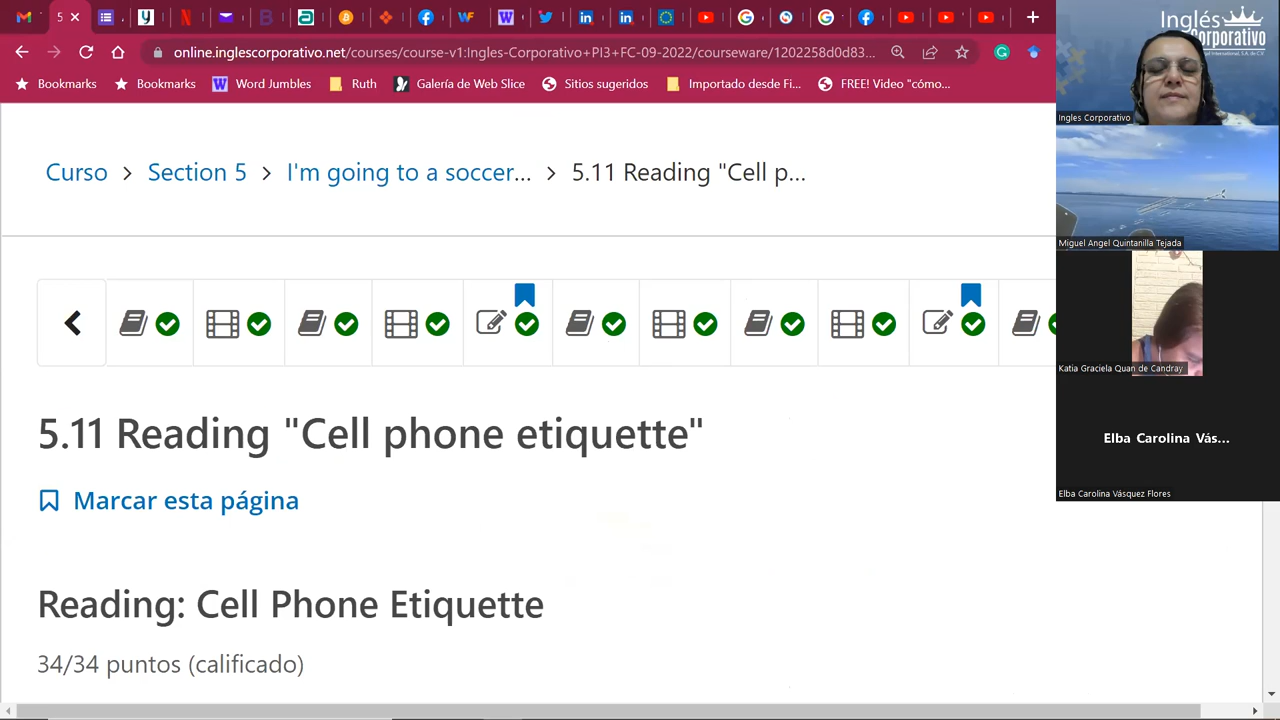 5
online.inglescorporativo.net/courses/course-v1:Ingles-Corporativo+PI3+FC-09-2022/courseware/1202258d0d83...
Bookmarks
Bookmarks
Word Jumbles
Ruth
Galería de Web Slice
Sitios sugeridos
Importado desde Fi...
FREE! Video "cómo...
Curso
Section 5
I'm going to a soccer...
5.11 Reading "Cell p...
5.11 Reading "Cell phone etiquette"
Marcar esta página
Reading: Cell Phone Etiquette
34/34 puntos (calificado)
Inglés
Corporativo
Ingles Corporativo
Miguel Angel Quintanilla Tejada
Katia Graciela Quan de Candray
Elba Carolina Vás...
Elba Carolina Vásquez Flores